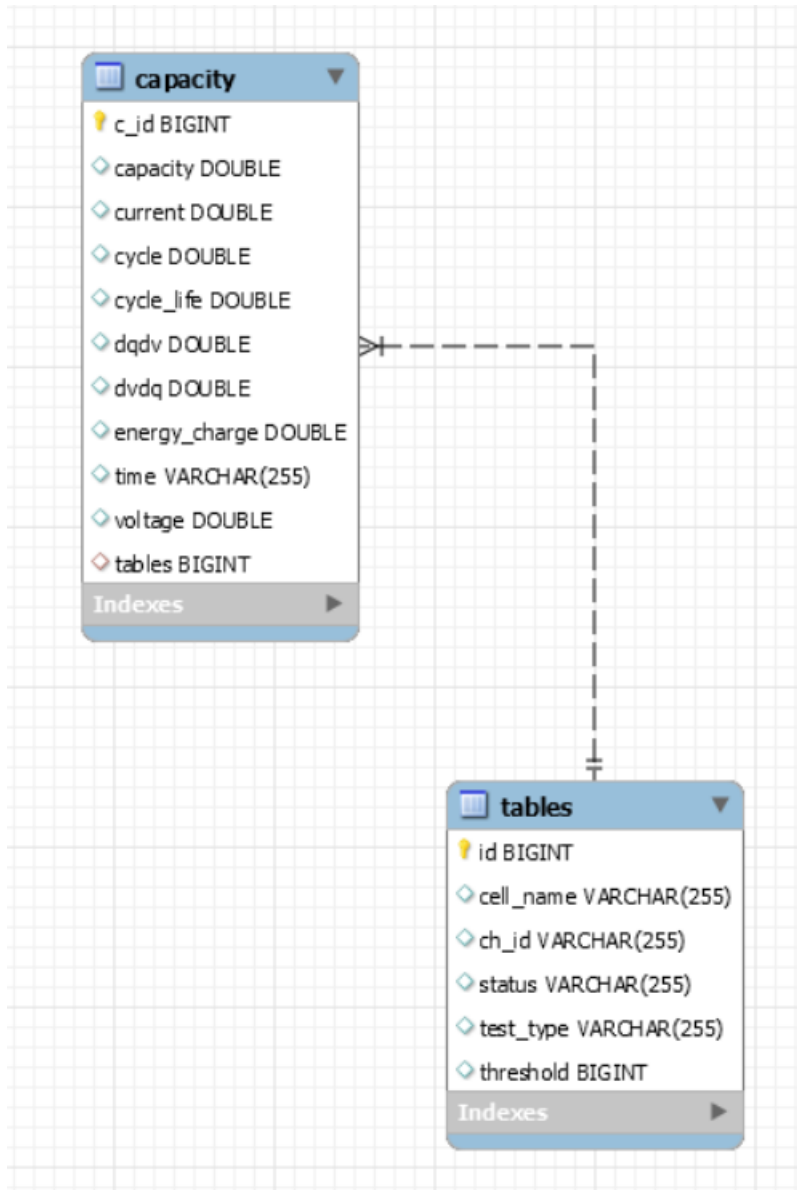 capacity
c_id BIGINT
capacity DOUBLE
current DOUBLE
cycle DOUBLE
cycle_life DOUBLE
dqdv DOUBLE
dvdq DOUBLE
energy_charge DOUBLE
time VARCHAR(255)
voltage DOUBLE
tables BIGINT
Indexes
tables
id BIGINT
cell_name VARCHAR(255)
ch_id VARCHAR(255)
status VARCHAR(255)
test_type VARCHAR(255)
threshold BIGINT
Indexes